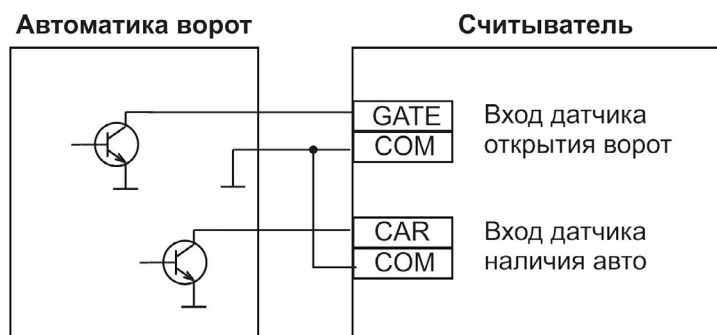 Автоматика ворот
Считыватель
GATE
COM
Вход датчика
открытия ворот
CAR
COM
Вход датчика
наличия авто